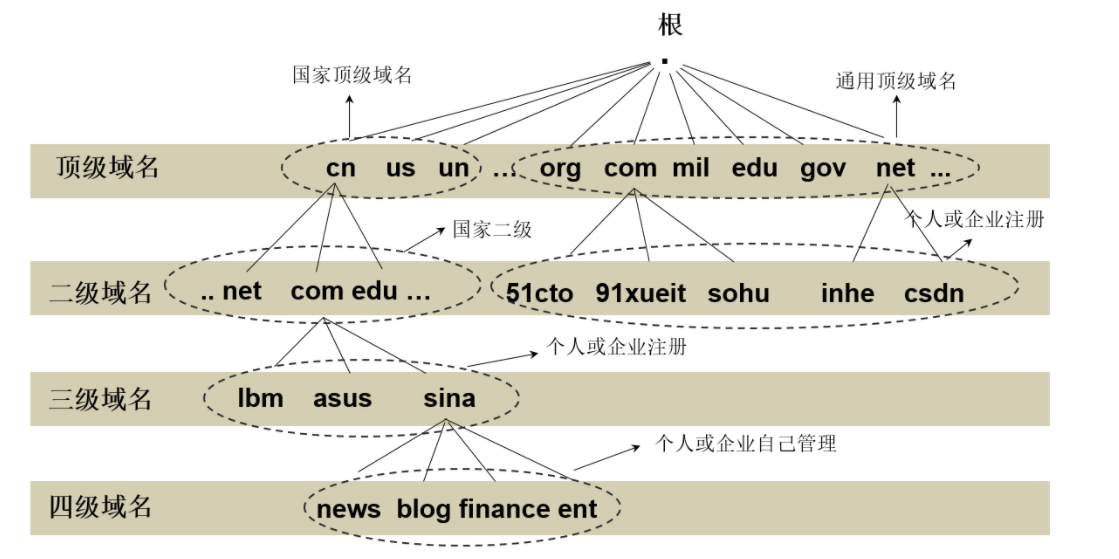 根
.
国家顶级域名
通用顶级域名
顶级域名 cn us un ... org com mil edu gov net ...
个人或企业注册
国家二级
二级域名 .. net com edu ... 51cto 91xueit sohu inhe csdn
个人或企业注册
三级域名 lbm asus sina
个人或企业自己管理
四级域名 news blog finance ent